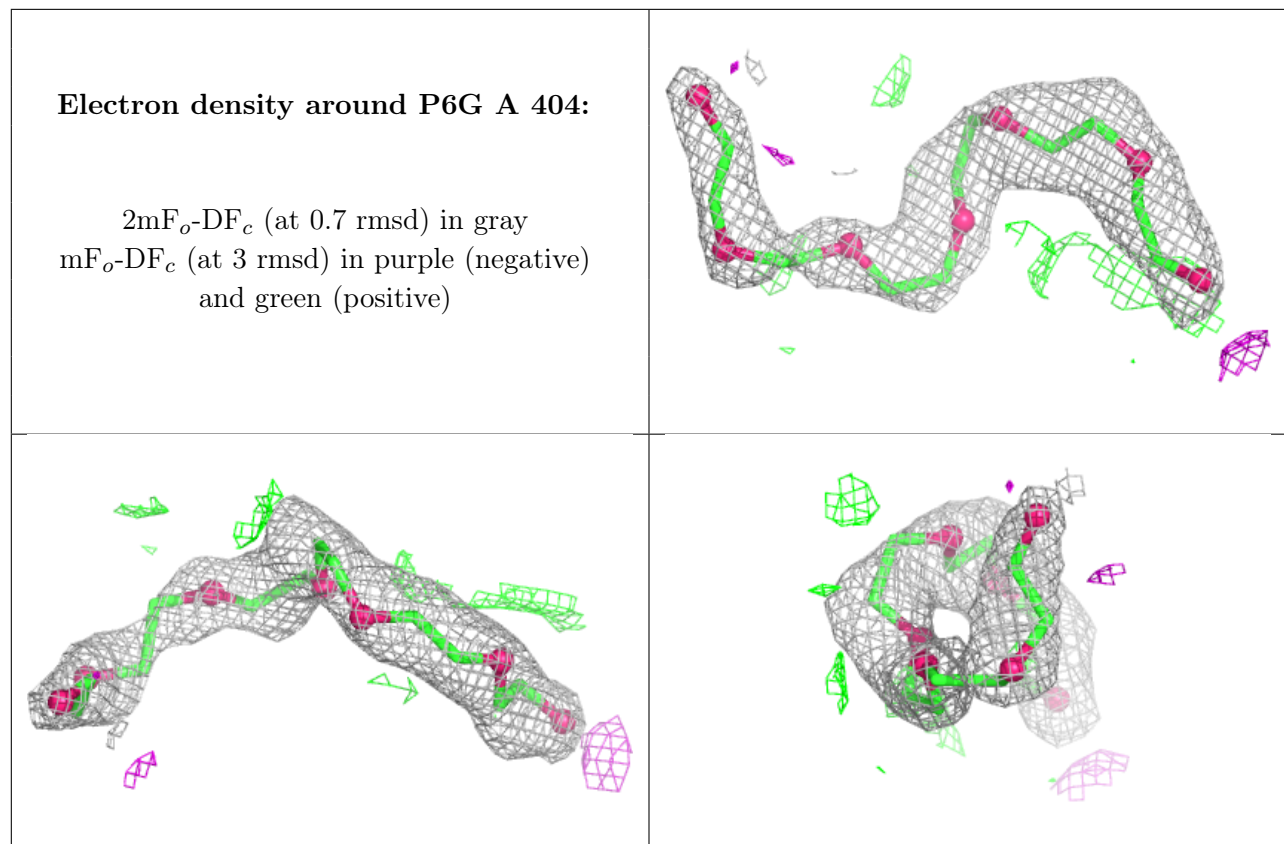 Electron density around P6G A 404:
2mFo-DFc (at 0.7 rmsd) in gray
mFo-DFc (at 3 rmsd) in purple (negative)
and green (positive)